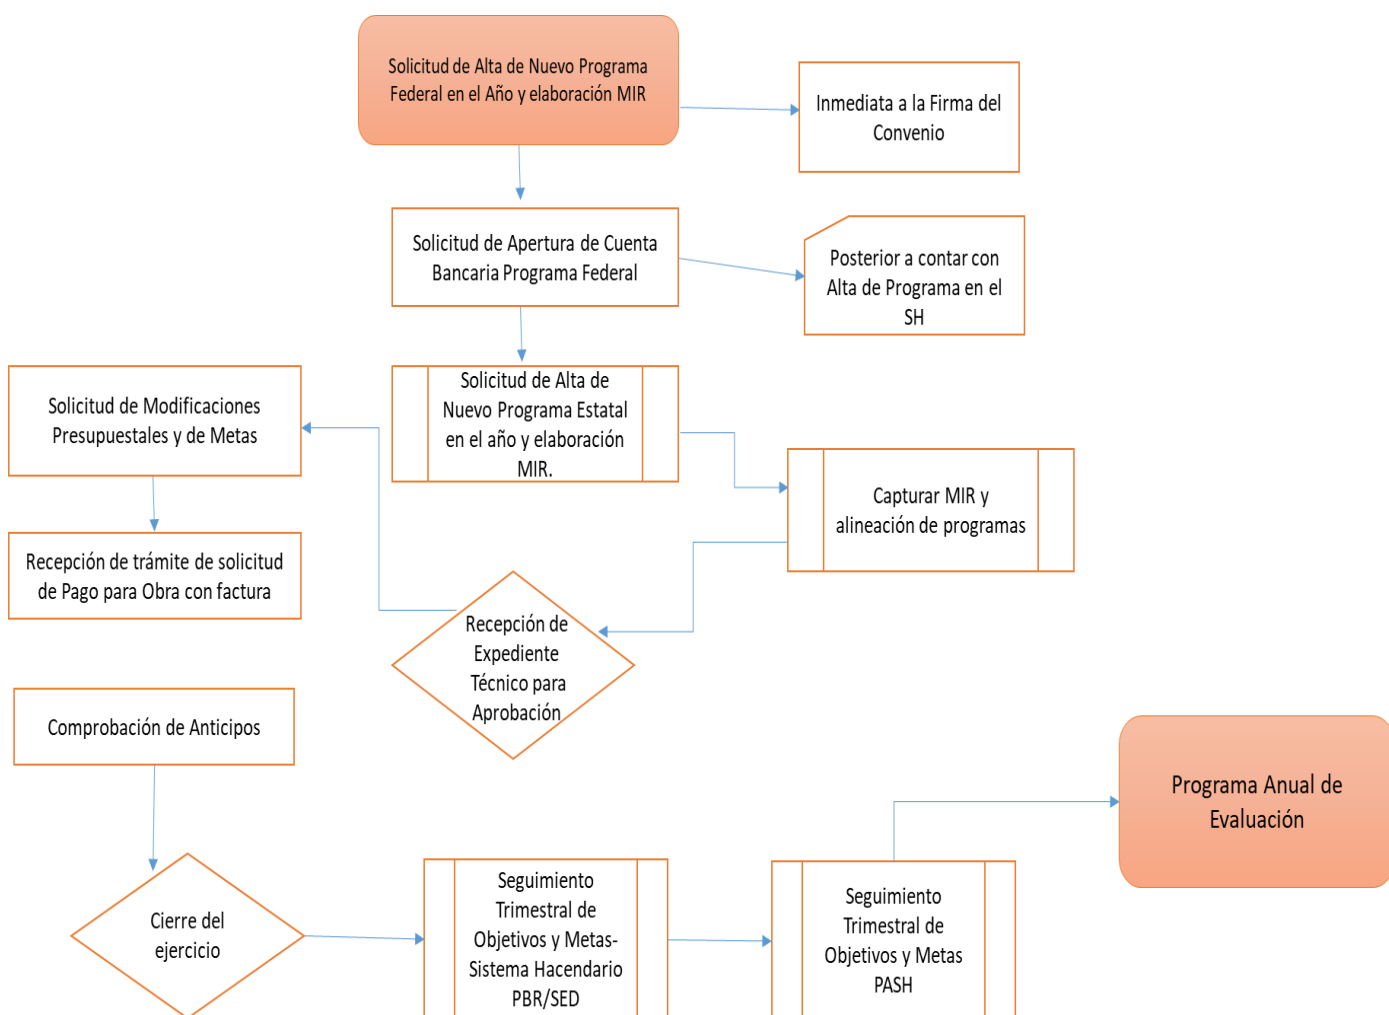 Solicitud de Alta de Nuevo Programa
Federal en el Año y elaboración MIR
Inmediata a la Firma del
Convenio
Solicitud de Apertura de Cuenta
Bancaria Programa Federal
Posterior a contar con
Alta de Programa en el
SH
Solicitud de Alta de
Nuevo Programa Estatal
en el año y elaboración
MIR.
Solicitud de Modificaciones
Presupuestales y de Metas
Capturar MIR y
alineación de programas
Recepción de trámite de solicitud
de Pago para Obra con factura
Recepción de
Expediente
Técnico para
Aprobación
Comprobación de Anticipos
Programa Anual de
Evaluación
Cierre del
ejercicio
Seguimiento
Trimestral de
Objetivos y Metas-
Sistema Hacendario
PBR/SED
Seguimiento
Trimestral de
Objetivos y Metas
PASH